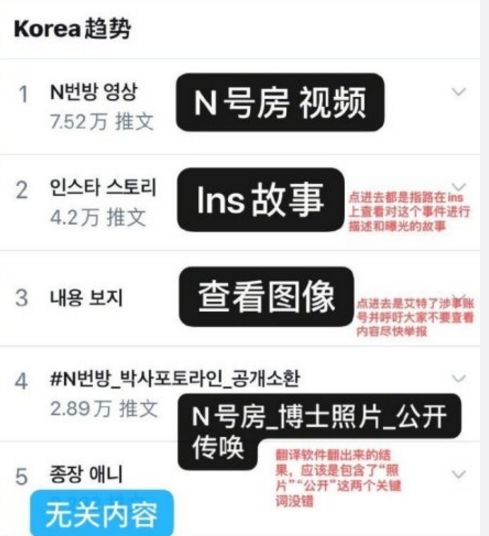 Korea趋势
1 N번방 영상
7.52万 推文
N号房 视频
2 인스타 스토리
4.2万 推文
Ins故事
点进去都是指路在ins
上查看对这个事件进行
描述和曝光的故事
3 내용 보지
查看图像
点进去是艾特了涉事账
号并呼吁大家不要查看
内容尽快举报
4 #N번방_박사포토라인_공개소환
2.89万 推文
N号房_博士照片_公开
传唤
5 종장 애니
翻译软件翻出来的结
果，应该是包含了“照
片”“公开”这两个关键
词没错
无关内容